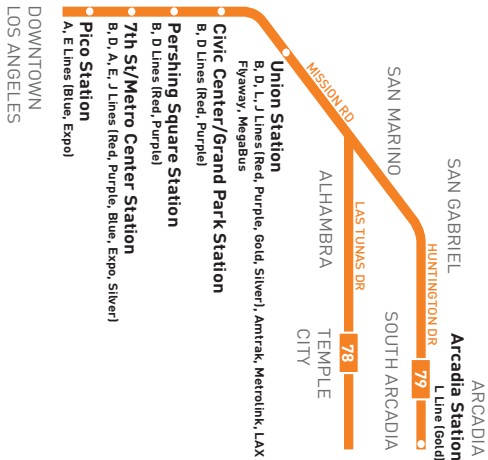 DOWNTOWN
LOS ANGELES
Pico Station
A, E Lines (Blue, Expo)
7th St/Metro Center Station
B, D, A, E, J Lines (Red, Purple, Blue, Expo, Silver)
Pershing Square Station
B, D Lines (Red, Purple)
Civic Center/Grand Park Station
B, D Lines (Red, Purple)
Union Station
B, D, L, J Lines (Red, Purple, Gold, Silver), Amtrak, Metrolink, LAX
Flyaway, MegaBus
MISSION RD
SAN MARINO
SAN GABRIEL
ALHAMBRA
LAS TUNAS DR
HUNTINGTON DR
TEMPLE
CITY
78
SOUTH ARCADIA
79
Arcadia Station
L Line (Gold)
ARCADIA